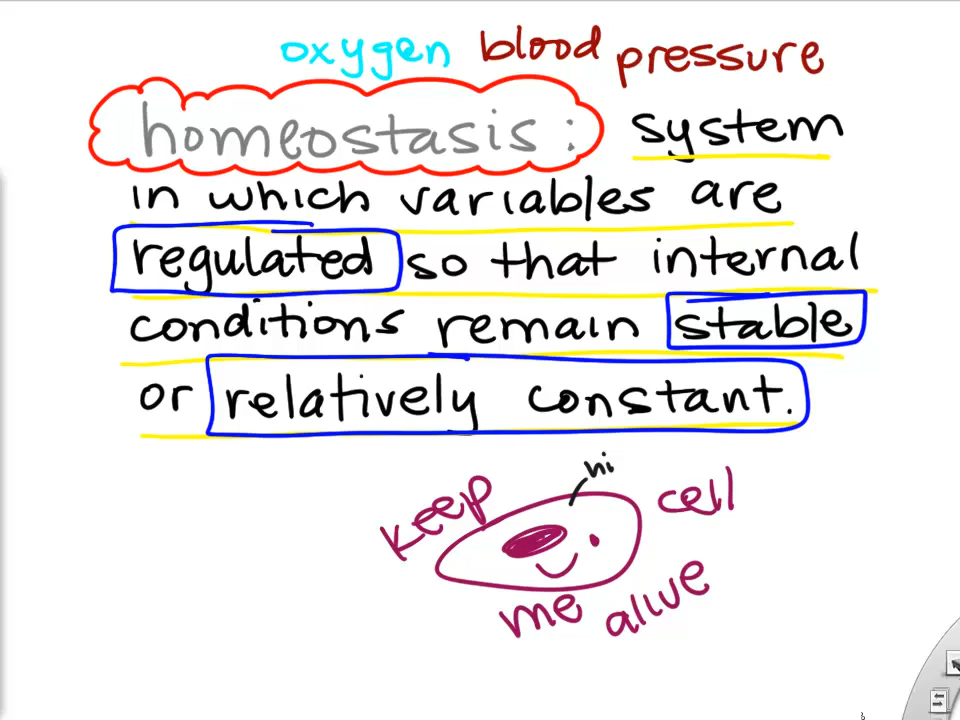 oxygen blood pressure
homeostasis: system
in which variables are
regulated so that internal
conditions remain stable
or relatively constant.
hi
keep cell
me alive